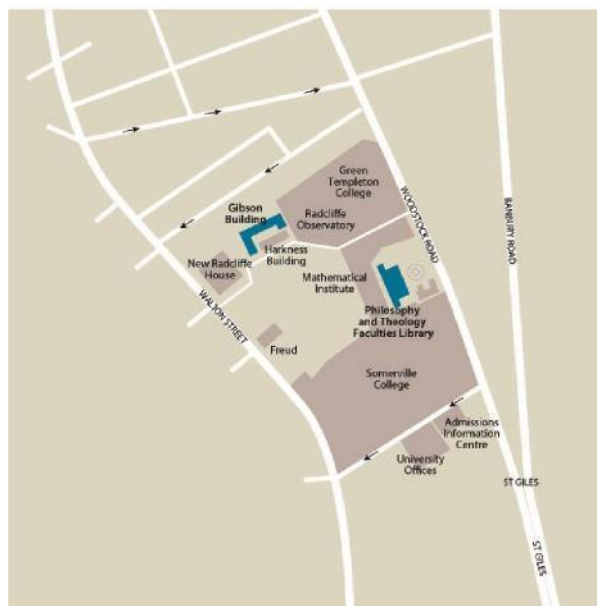 Green
Templeton
College
Gibson
Building
Radcliffe
Observatory
WOODSTOCK ROAD
BANBURY ROAD
Harkness
Building
New Radcliffe
House
Mathematical
Institute
WALTON STREET
Philosophy
and Theology
Faculties Library
Freud
Somerville
College
Admissions
Information
Centre
University
Offices
ST GILES
ST GILES